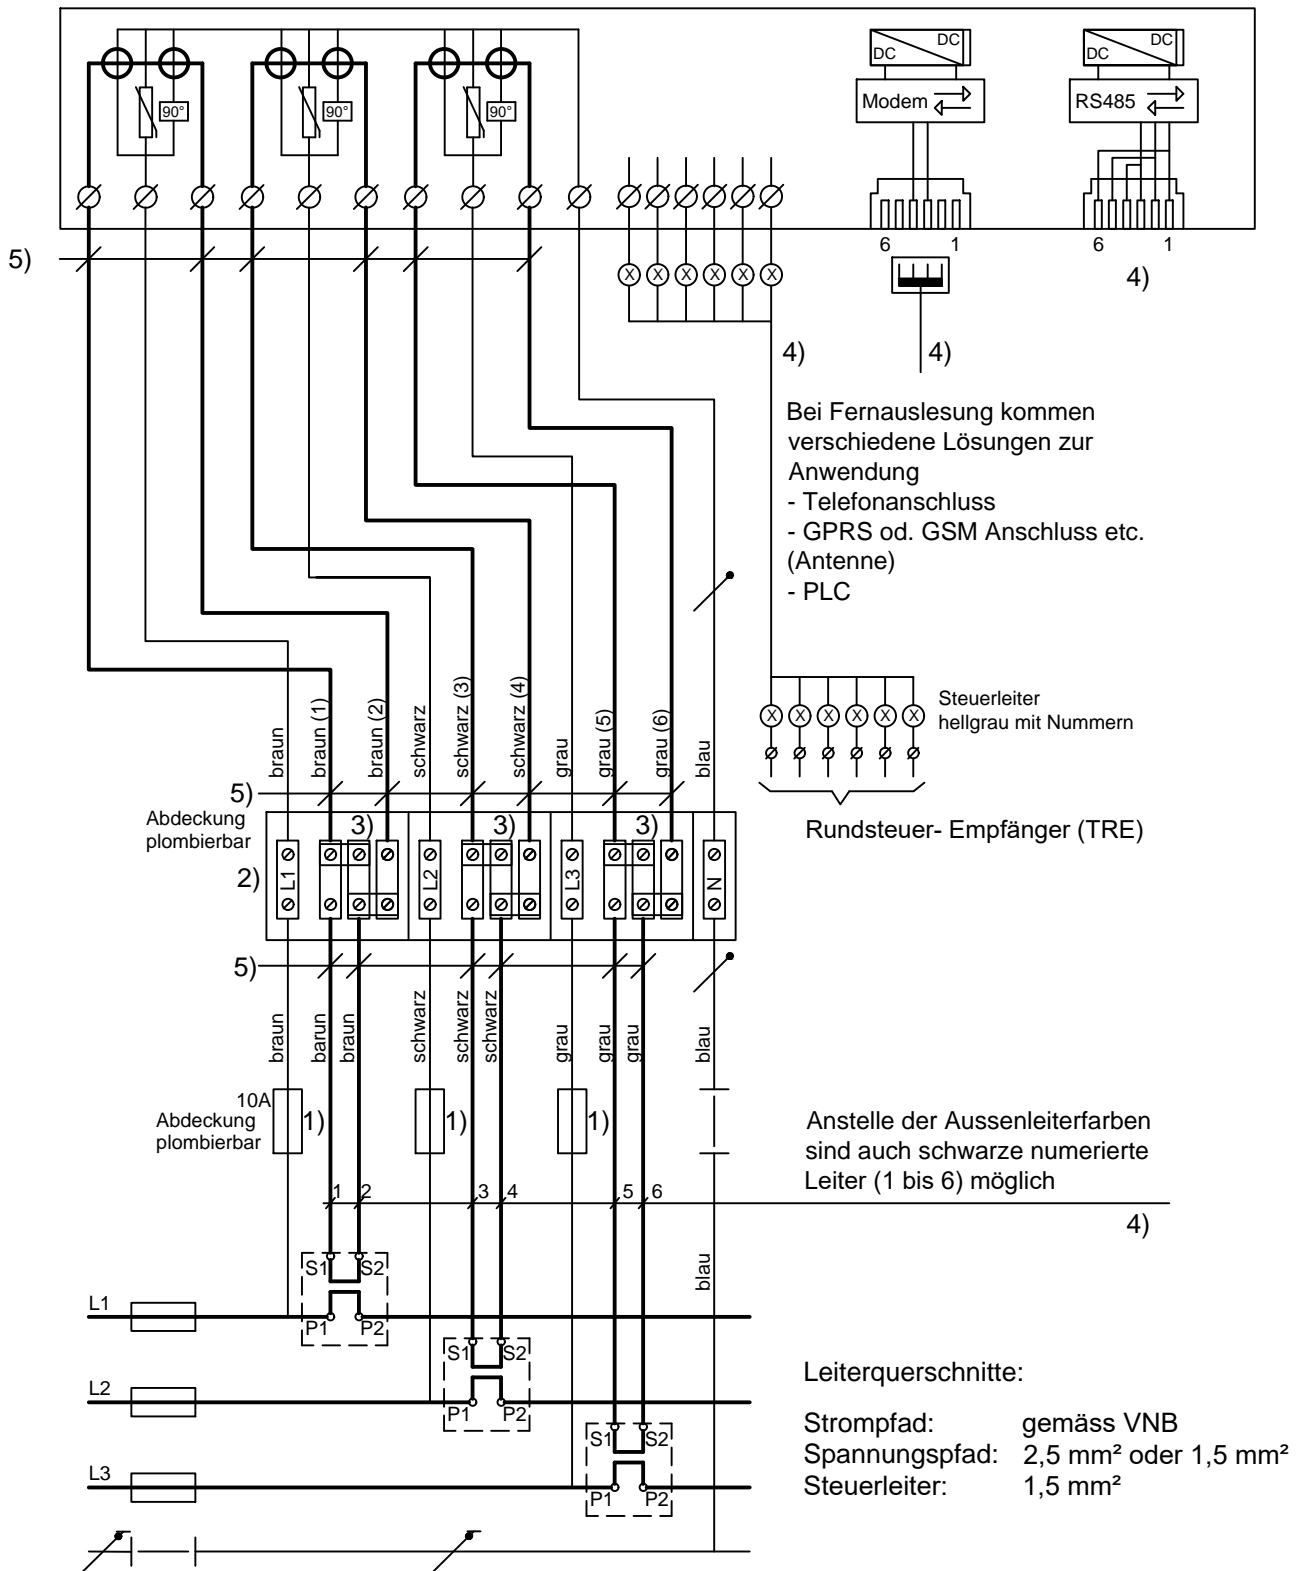 DC DC
DC DC
90° 90° 90°
Modem
RS485
6 1
6 1
5)
4)
4)
4)
Bei Fernauslesung kommen
verschiedene Lösungen zur
Anwendung
- Telefonanschluss
- GPRS od. GSM Anschluss etc.
(Antenne)
- PLC
X X X X X X
X X X X X X
Steuerleiter
hellgrau mit Nummern
Rundsteuer- Empfänger (TRE)
braun
braun (1)
braun (2)
schwarz
schwarz (3)
schwarz (4)
grau
grau (5)
grau (6)
blau
5)
Abdeckung
plombierbar
3) 3) 3)
2)
L1 L2 L3 N
5)
braun
barun
braun
schwarz
schwarz
schwarz
grau
grau
grau
blau
10A
Abdeckung
plombierbar
1) 1) 1)
Anstelle der Aussenleiterfarben
sind auch schwarze numerierte
Leiter (1 bis 6) möglich
1 2 3 4 5 6
4)
blau
S1 S2
L1
P1 P2
S1 S2
L2
P1 P2
S1 S2
L3
P1 P2
Leiterquerschnitte:
Strompfad: gemäss VNB
Spannungspfad: 2,5 mm² oder 1,5 mm²
Steuerleiter: 1,5 mm²